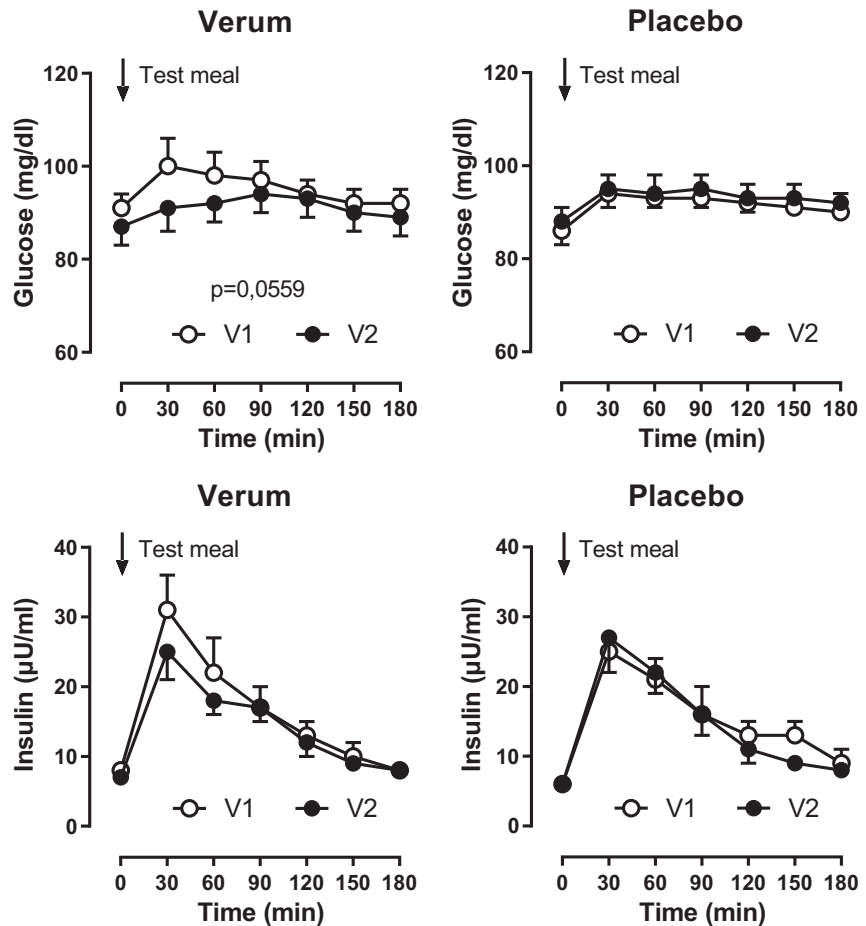 Verum
Placebo
Test meal
Test meal
Glucose (mg/dl)
120
100
80
60
p=0,0559
V1 V2
0 30 60 90 120 150 180
Time (min)
Glucose (mg/dl)
120
100
80
60
V1 V2
0 30 60 90 120 150 180
Time (min)
Verum
Placebo
Test meal
Test meal
Insulin (µU/ml)
40
30
20
10
0
V1 V2
0 30 60 90 120 150 180
Time (min)
Insulin (µU/ml)
40
30
20
10
0
V1 V2
0 30 60 90 120 150 180
Time (min)